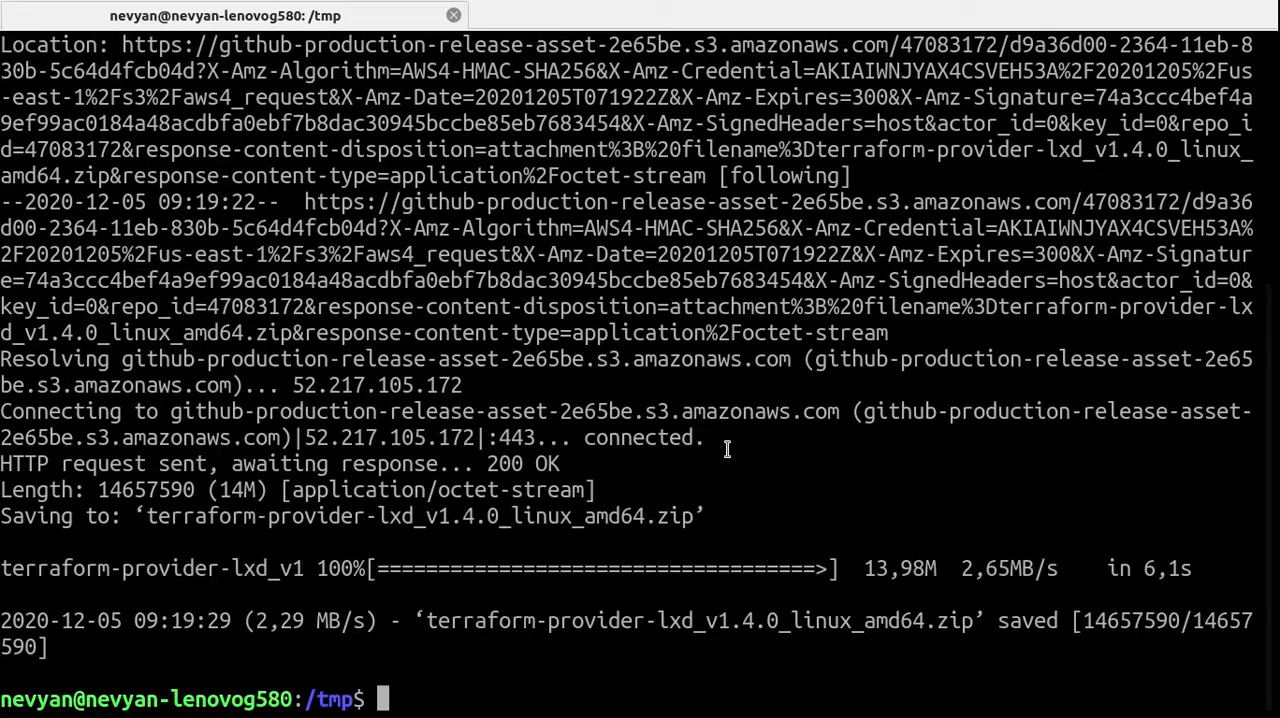 nevyan@nevyan-lenovog580: /tmp
Location: https://github-production-release-asset-2e65be.s3.amazonaws.com/47083172/d9a36d00-2364-11eb-8
30b-5c64d4fcb04d?X-Amz-Algorithm=AWS4-HMAC-SHA256&X-Amz-Credential=AKIAIWNJYAX4CSVEH53A%2F20201205%2Fus
-east-1%2Fs3%2Faws4_request&X-Amz-Date=20201205T071922Z&X-Amz-Expires=300&X-Amz-Signature=74a3ccc4bef4a
9ef99ac0184a48acdbfa0ebf7b8dac30945bccbe85eb7683454&X-Amz-SignedHeaders=host&actor_id=0&key_id=0&repo_i
d=47083172&response-content-disposition=attachment%3B%20filename%3Dterraform-provider-lxd_v1.4.0_linux_
amd64.zip&response-content-type=application%2Foctet-stream [following]
--2020-12-05 09:19:22--  https://github-production-release-asset-2e65be.s3.amazonaws.com/47083172/d9a36
d00-2364-11eb-830b-5c64d4fcb04d?X-Amz-Algorithm=AWS4-HMAC-SHA256&X-Amz-Credential=AKIAIWNJYAX4CSVEH53A%
2F20201205%2Fus-east-1%2Fs3%2Faws4_request&X-Amz-Date=20201205T071922Z&X-Amz-Expires=300&X-Amz-Signatur
e=74a3ccc4bef4a9ef99ac0184a48acdbfa0ebf7b8dac30945bccbe85eb7683454&X-Amz-SignedHeaders=host&actor_id=0&
key_id=0&repo_id=47083172&response-content-disposition=attachment%3B%20filename%3Dterraform-provider-lx
d_v1.4.0_linux_amd64.zip&response-content-type=application%2Foctet-stream
Resolving github-production-release-asset-2e65be.s3.amazonaws.com (github-production-release-asset-2e65
be.s3.amazonaws.com)... 52.217.105.172
Connecting to github-production-release-asset-2e65be.s3.amazonaws.com (github-production-release-asset-
2e65be.s3.amazonaws.com)|52.217.105.172|:443... connected.
HTTP request sent, awaiting response... 200 OK
Length: 14657590 (14M) [application/octet-stream]
Saving to: ‘terraform-provider-lxd_v1.4.0_linux_amd64.zip’
terraform-provider-lxd_v1 100%[====================================>]  13,98M  2,65MB/s    in 6,1s
2020-12-05 09:19:29 (2,29 MB/s) - ‘terraform-provider-lxd_v1.4.0_linux_amd64.zip’ saved [14657590/14657
590]
nevyan@nevyan-lenovog580:/tmp$